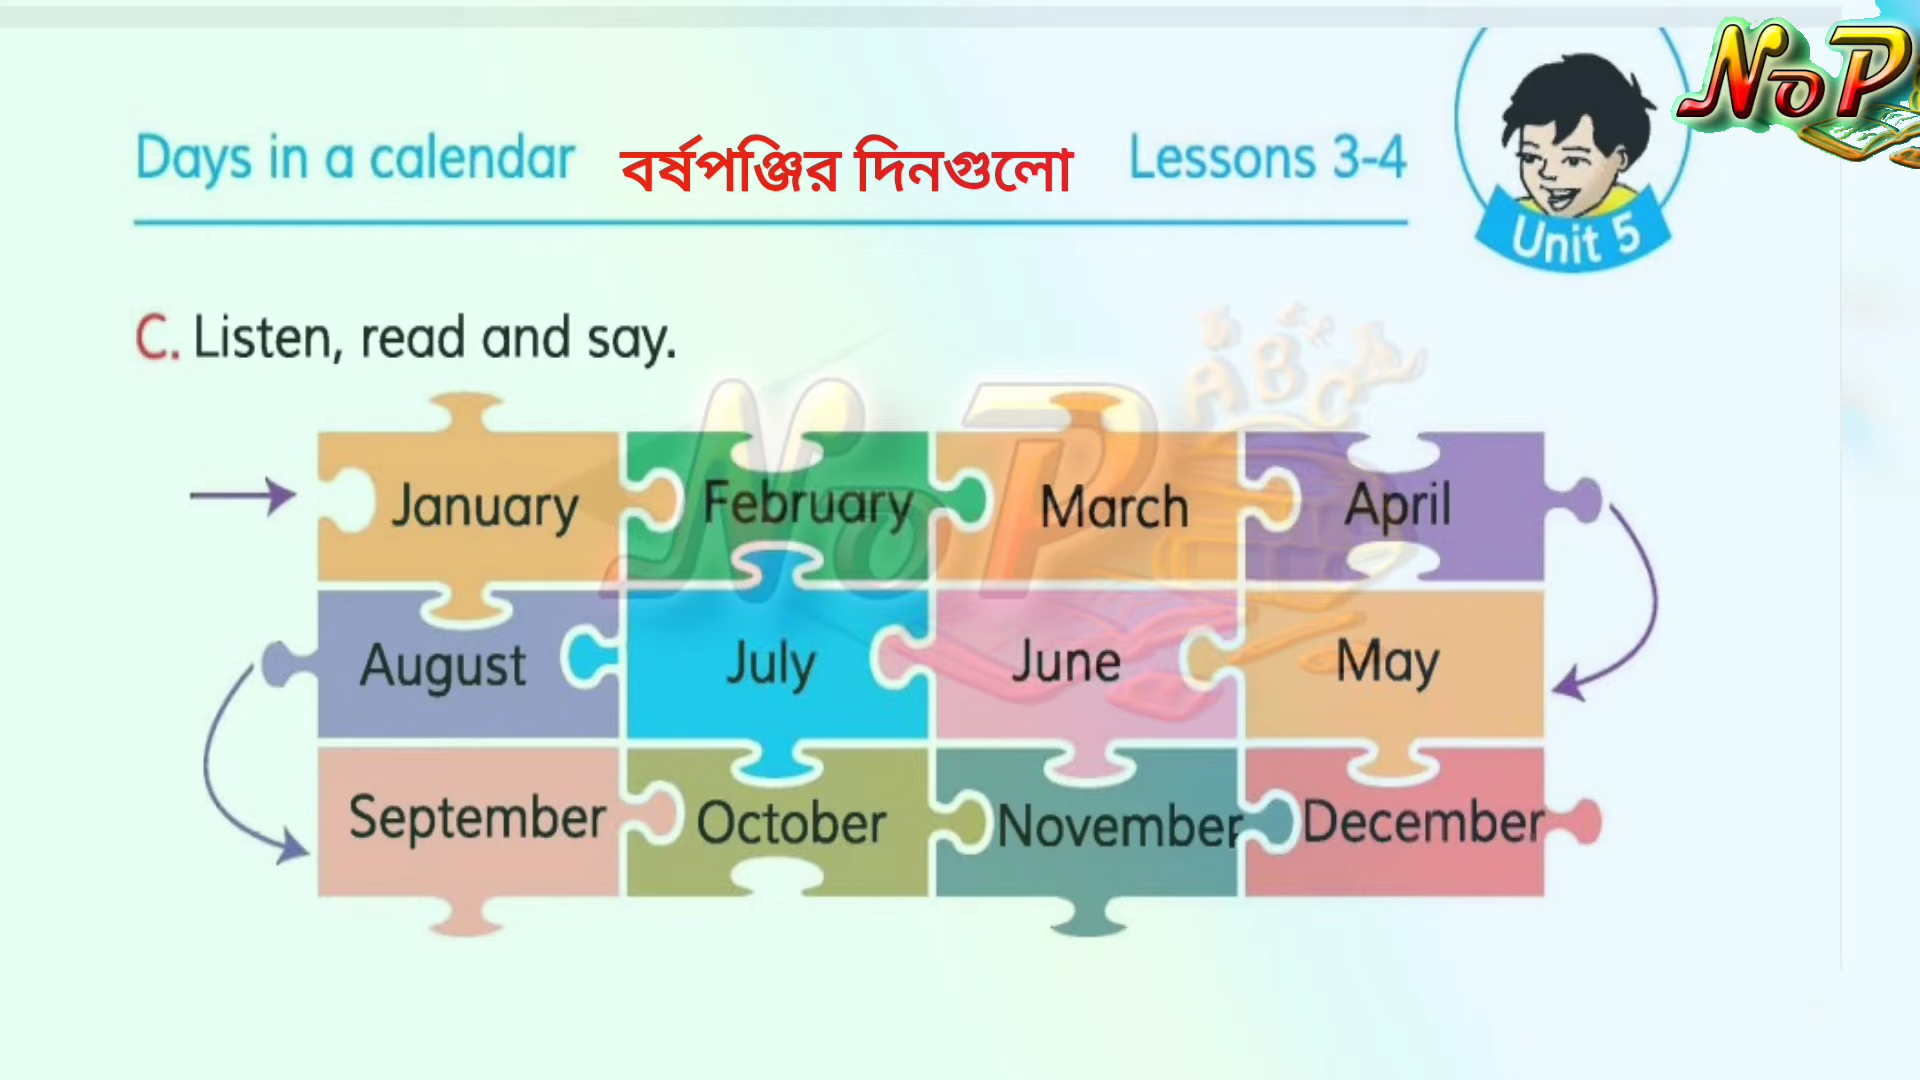 NoP
Days in a calendar বর্ষপঞ্জির দিনগুলো Lessons 3-4
Unit 5
C. Listen, read and say.
NoP
January February March April
August July June May
September October November December